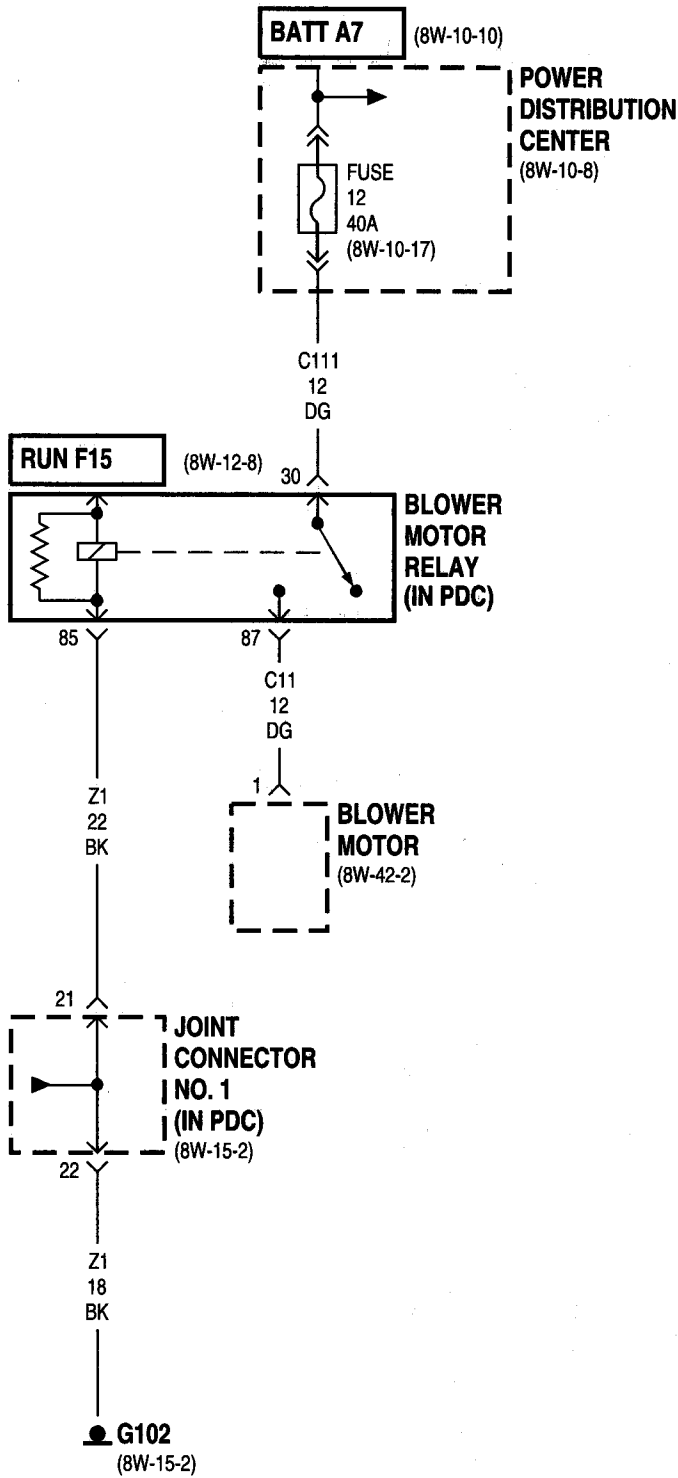 BATT A7
(8W-10-10)
POWER
DISTRIBUTION
CENTER
(8W-10-8)
FUSE
12
40A
(8W-10-17)
C111
12
DG
RUN F15
(8W-12-8)
30
BLOWER
MOTOR
RELAY
(IN PDC)
85
87
C11
12
DG
1
BLOWER
MOTOR
(8W-42-2)
Z1
22
BK
21
JOINT
CONNECTOR
NO. 1
(IN PDC)
(8W-15-2)
22
Z1
18
BK
G102
(8W-15-2)